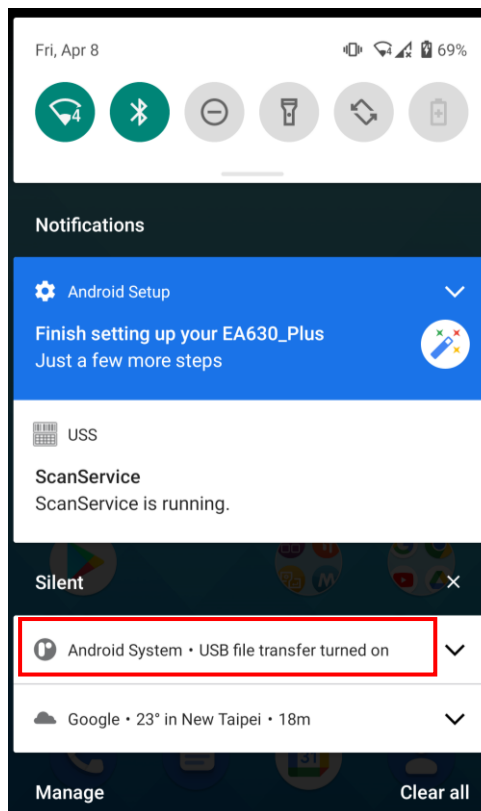 Fri, Apr 8
4 69%
4
Notifications
Android Setup
Finish setting up your EA630_Plus
Just a few more steps
USS
ScanService
ScanService is running.
Silent
Android System • USB file transfer turned on
Google • 23° in New Taipei • 18m
31
Manage Clear all